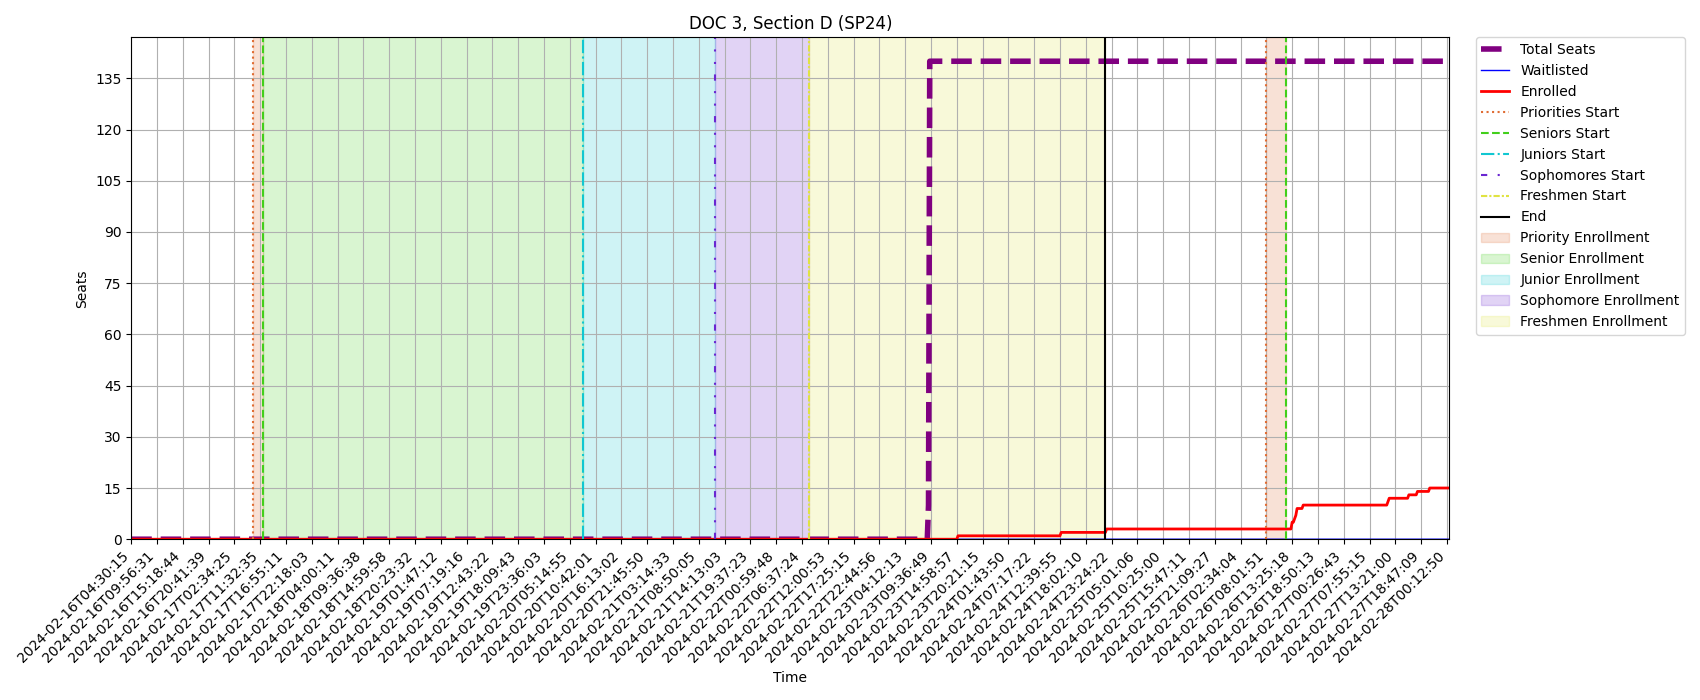 DOC 3, Section D (SP24)
Seats
135
120
105
90
75
60
45
30
15
0
2024-02-16T04:30:15
2024-02-16T09:56:31
2024-02-16T15:18:44
2024-02-16T20:41:39
2024-02-17T02:34:25
2024-02-17T11:32:35
2024-02-17T16:55:11
2024-02-17T22:18:03
2024-02-18T04:00:11
2024-02-18T09:36:38
2024-02-18T14:59:58
2024-02-18T20:23:32
2024-02-19T01:47:12
2024-02-19T07:19:16
2024-02-19T12:43:22
2024-02-19T18:09:43
2024-02-19T23:36:03
2024-02-20T05:14:55
2024-02-20T10:42:01
2024-02-20T16:13:02
2024-02-20T21:45:50
2024-02-21T03:14:33
2024-02-21T08:50:05
2024-02-21T14:13:03
2024-02-21T19:37:23
2024-02-22T00:59:48
2024-02-22T06:37:24
2024-02-22T12:00:53
2024-02-22T17:25:15
2024-02-22T22:44:56
2024-02-23T04:12:13
2024-02-23T09:36:49
2024-02-23T14:58:57
2024-02-23T20:21:15
2024-02-24T01:43:50
2024-02-24T07:17:22
2024-02-24T12:39:55
2024-02-24T18:02:10
2024-02-24T23:24:22
2024-02-25T05:01:06
2024-02-25T10:25:00
2024-02-25T15:47:11
2024-02-25T21:09:27
2024-02-26T02:34:04
2024-02-26T08:01:51
2024-02-26T13:25:18
2024-02-26T18:50:13
2024-02-27T00:26:43
2024-02-27T07:55:15
2024-02-27T13:21:00
2024-02-27T18:47:09
2024-02-28T00:12:50
Time
Total Seats
Waitlisted
Enrolled
Priorities Start
Seniors Start
Juniors Start
Sophomores Start
Freshmen Start
End
Priority Enrollment
Senior Enrollment
Junior Enrollment
Sophomore Enrollment
Freshmen Enrollment